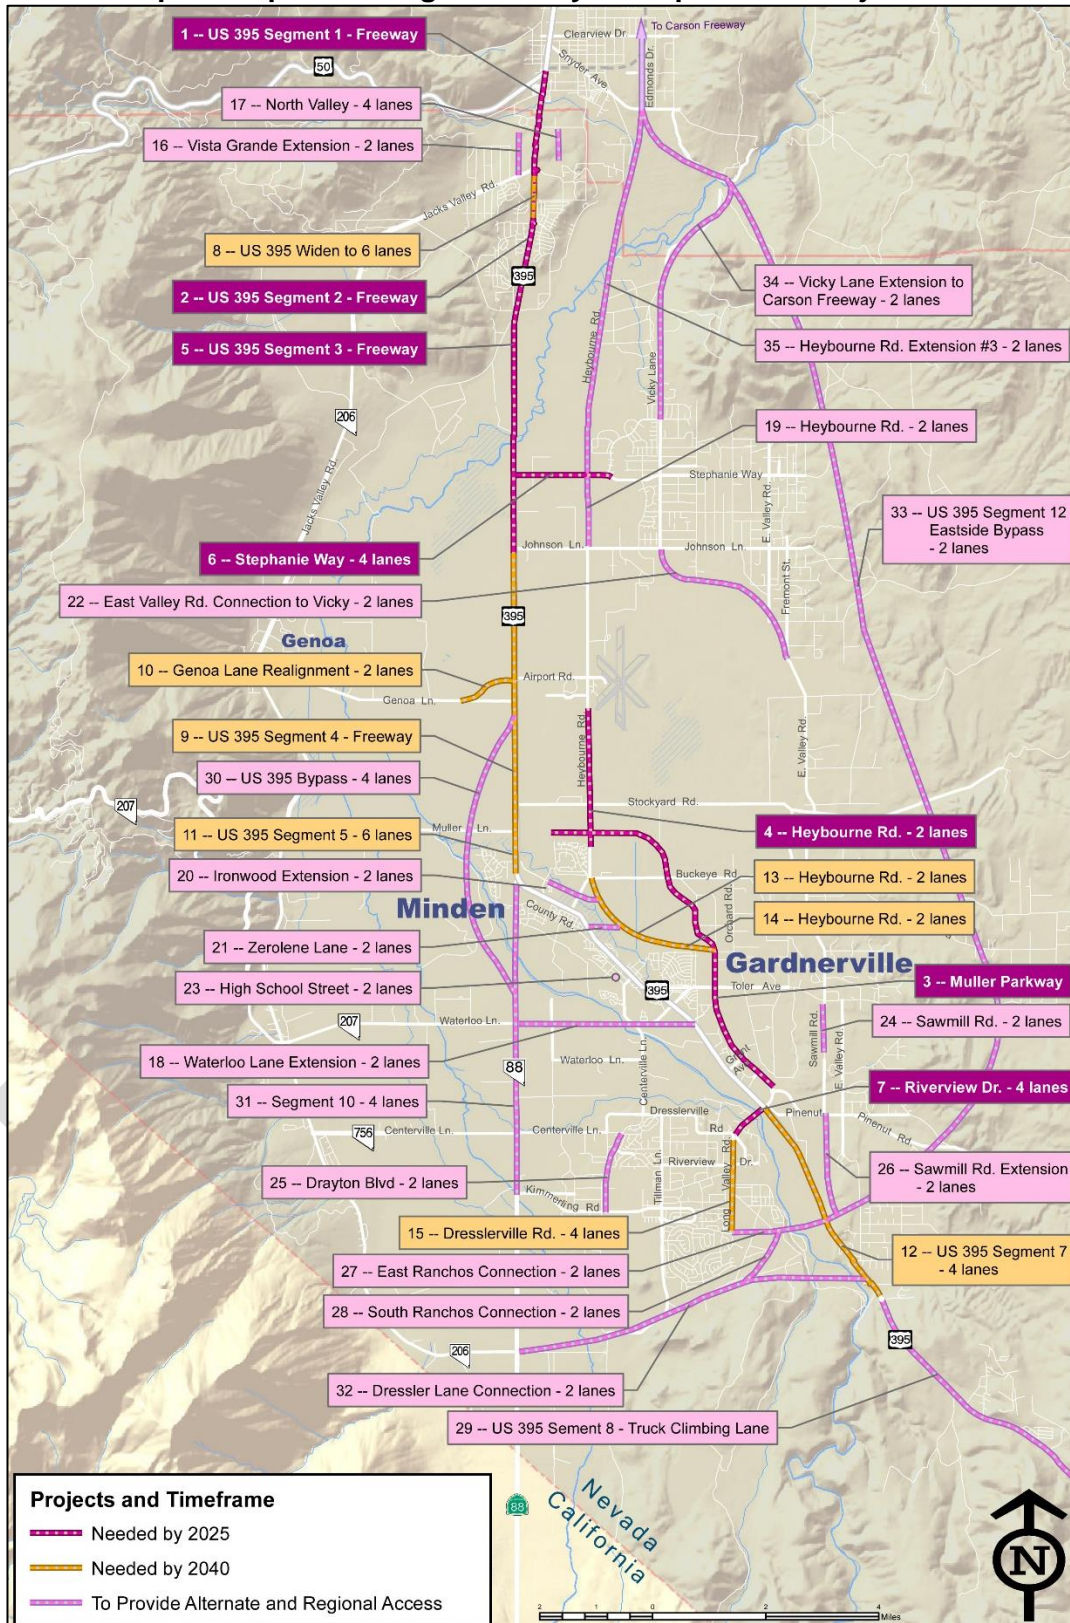 To Carson Freeway
1 -- US 395 Segment 1 - Freeway
Clearview Dr.
50
Snyder Ave
Edmonds Dr.
17 -- North Valley - 4 lanes
16 -- Vista Grande Extension - 2 lanes
Jacks Valley Rd.
8 -- US 395 Widen to 6 lanes
395
34 -- Vicky Lane Extension to
Carson Freeway - 2 lanes
2 -- US 395 Segment 2 - Freeway
Heybourne Rd.
35 -- Heybourne Rd. Extension #3 - 2 lanes
5 -- US 395 Segment 3 - Freeway
Vicky Lane
206
19 -- Heybourne Rd. - 2 lanes
Jacks Valley Rd.
Stephanie Way
E. Valley Rd.
33 -- US 395 Segment 12
Eastside Bypass
- 2 lanes
Johnson Ln.
Johnson Ln.
6 -- Stephanie Way - 4 lanes
Fremont St.
22 -- East Valley Rd. Connection to Vicky - 2 lanes
395
Genoa
10 -- Genoa Lane Realignment - 2 lanes
Airport Rd.
Genoa Ln.
Heybourne Rd.
E. Valley Rd.
9 -- US 395 Segment 4 - Freeway
30 -- US 395 Bypass - 4 lanes
207
Stockyard Rd.
11 -- US 395 Segment 5 - 6 lanes
Muller Ln.
4 -- Heybourne Rd. - 2 lanes
20 -- Ironwood Extension - 2 lanes
Buckeye Rd.
13 -- Heybourne Rd. - 2 lanes
Minden
County Rd.
Orchard Rd.
14 -- Heybourne Rd. - 2 lanes
21 -- Zerolene Lane - 2 lanes
Gardnerville
23 -- High School Street - 2 lanes
395
Toler Ave
3 -- Muller Parkway
207
Waterloo Ln.
Sawmill Rd.
E. Valley Rd.
24 -- Sawmill Rd. - 2 lanes
18 -- Waterloo Lane Extension - 2 lanes
88
Waterloo Ln.
Centerville Ln.
Grant Ave
7 -- Riverview Dr. - 4 lanes
31 -- Segment 10 - 4 lanes
Dresslerville
Rd
Pinenut
Pinenut Rd.
756
Centerville Ln.
Centerville Ln.
Riverview Dr.
26 -- Sawmill Rd. Extension
- 2 lanes
25 -- Drayton Blvd - 2 lanes
Kimmerling Rd
Tillman Ln.
Long Valley Rd.
15 -- Dresslerville Rd. - 4 lanes
12 -- US 395 Segment 7
- 4 lanes
27 -- East Ranchos Connection - 2 lanes
28 -- South Ranchos Connection - 2 lanes
206
395
32 -- Dressler Lane Connection - 2 lanes
29 -- US 395 Sement 8 - Truck Climbing Lane
Projects and Timeframe
Needed by 2025
Needed by 2040
To Provide Alternate and Regional Access
88
Nevada
California
N
2 1 0 2 4 Miles